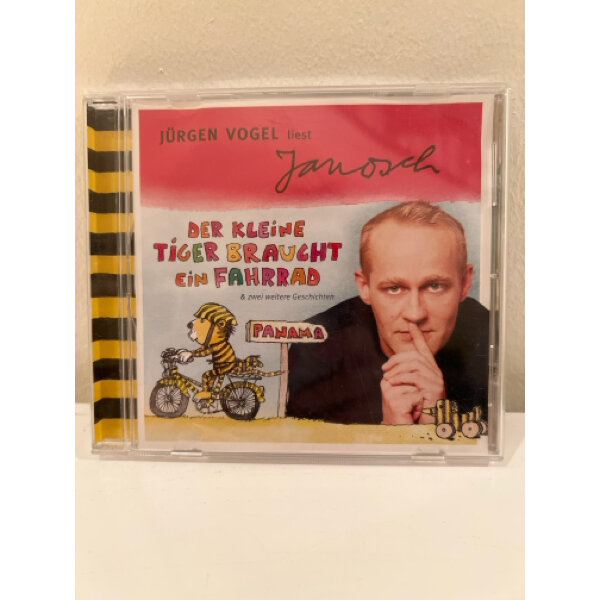 JÜRGEN VOGEL liest
Janosch
DER KLEINE
TIGER BRAUCHT
EIN FAHRRAD
& zwei weitere Geschichten
PANAMA